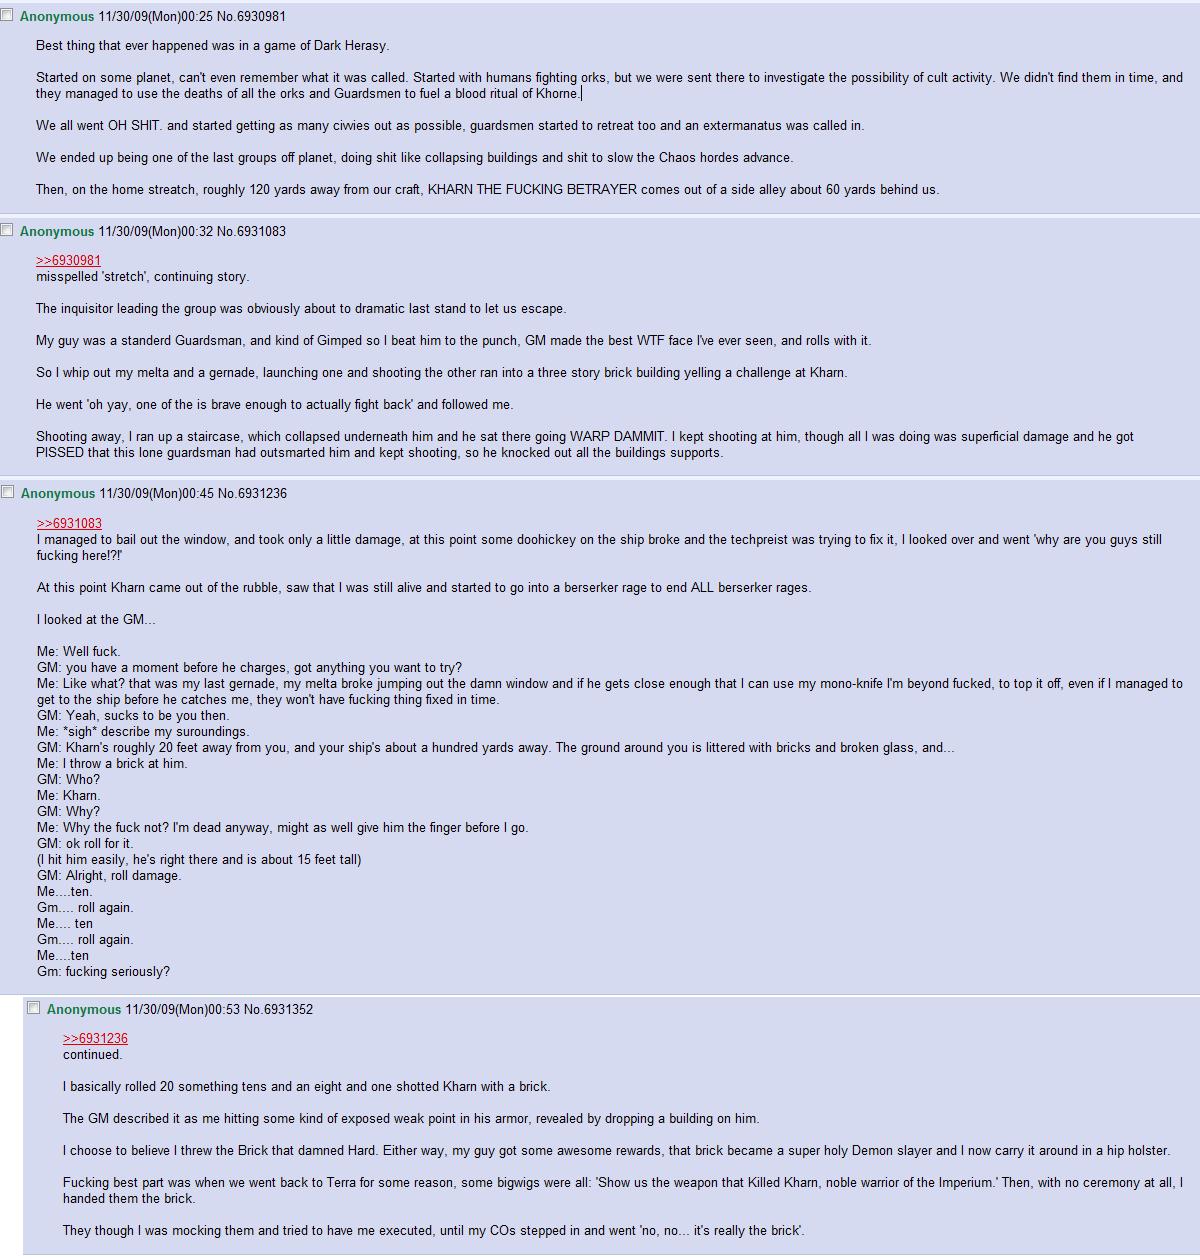 Anonymous 11/30/09(Mon)00:25 No.6930981
Best thing that ever happened was in a game of Dark Herasy.
Started on some planet, can't even remember what it was called. Started with humans fighting orks, but we were sent there to investigate the possibility of cult activity. We didn't find them in time, and
they managed to use the deaths of all the orks and Guardsmen to fuel a blood ritual of Khorne.
We all went OH SHIT. and started getting as many civvies out as possible, guardsmen started to retreat too and an extermanatus was called in.
We ended up being one of the last groups off planet, doing shit like collapsing buildings and shit to slow the Chaos hordes advance.
Then, on the home streatch, roughly 120 yards away from our craft, KHARN THE FUCKING BETRAYER comes out of a side alley about 60 yards behind us.
Anonymous 11/30/09(Mon)00:32 No.6931083
>>6930981
misspelled 'stretch', continuing story.
The inquisitor leading the group was obviously about to dramatic last stand to let us escape.
My guy was a standerd Guardsman, and kind of Gimped so I beat him to the punch, GM made the best WTF face I've ever seen, and rolls with it.
So I whip out my melta and a gernade, launching one and shooting the other ran into a three story brick building yelling a challenge at Kharn.
He went 'oh yay, one of the is brave enough to actually fight back' and followed me.
Shooting away, I ran up a staircase, which collapsed underneath him and he sat there going WARP DAMMIT. I kept shooting at him, though all I was doing was superficial damage and he got
PISSED that this lone guardsman had outsmarted him and kept shooting, so he knocked out all the buildings supports.
Anonymous 11/30/09(Mon)00:45 No.6931236
>>6931083
I managed to bail out the window, and took only a little damage, at this point some doohickey on the ship broke and the techpreist was trying to fix it, I looked over and went 'why are you guys still
fucking here!?!'
At this point Kharn came out of the rubble, saw that I was still alive and started to go into a berserker rage to end ALL berserker rages.
I looked at the GM...
Me: Well fuck.
GM: you have a moment before he charges, got anything you want to try?
Me: Like what? that was my last gernade, my melta broke jumping out the damn window and if he gets close enough that I can use my mono-knife I'm beyond fucked, to top it off, even if I managed to
get to the ship before he catches me, they won't have fucking thing fixed in time.
GM: Yeah, sucks to be you then.
Me: *sigh* describe my suroundings.
GM: Kharn's roughly 20 feet away from you, and your ship's about a hundred yards away. The ground around you is littered with bricks and broken glass, and...
Me: I throw a brick at him.
GM: Who?
Me: Kharn.
GM: Why?
Me: Why the fuck not? I'm dead anyway, might as well give him the finger before I go.
GM: ok roll for it.
(I hit him easily, he's right there and is about 15 feet tall)
GM: Alright, roll damage.
Me....ten.
Gm.... roll again.
Me.... ten
Gm.... roll again.
Me....ten
Gm: fucking seriously?
Anonymous 11/30/09(Mon)00:53 No.6931352
>>6931236
continued.
I basically rolled 20 something tens and an eight and one shotted Kharn with a brick.
The GM described it as me hitting some kind of exposed weak point in his armor, revealed by dropping a building on him.
I choose to believe I threw the Brick that damned Hard. Either way, my guy got some awesome rewards, that brick became a super holy Demon slayer and I now carry it around in a hip holster.
Fucking best part was when we went back to Terra for some reason, some bigwigs were all: 'Show us the weapon that Killed Kharn, noble warrior of the Imperium.' Then, with no ceremony at all, I
handed them the brick.
They though I was mocking them and tried to have me executed, until my COs stepped in and went 'no, no... it's really the brick'.